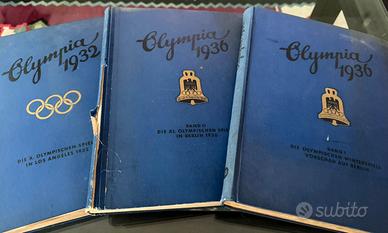 Olympia
1932
DIE X. OLYMPISCHEN SPIELE
IN LOS ANGELES 1932
Olympia
1936
BAND II
DIE XI. OLYMPISCHEN SPIELE
IN BERLIN 1936
Olympia
1936
BAND I
DIE OLYMPISCHEN WINTERSPIELE
VORSCHAU AUF BERLIN
subito